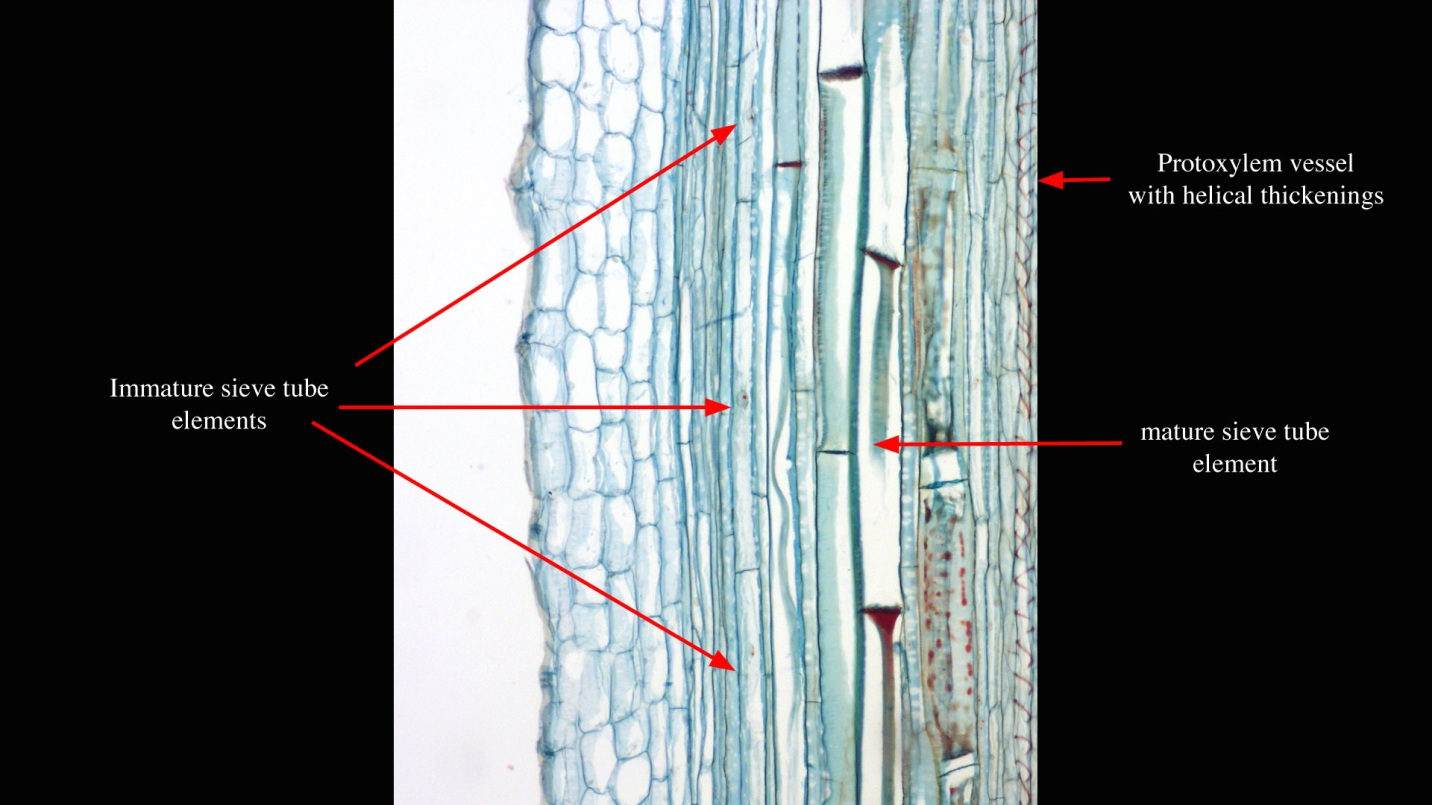 Protoxylem vessel
with helical thickenings
Immature sieve tube
elements
mature sieve tube
element